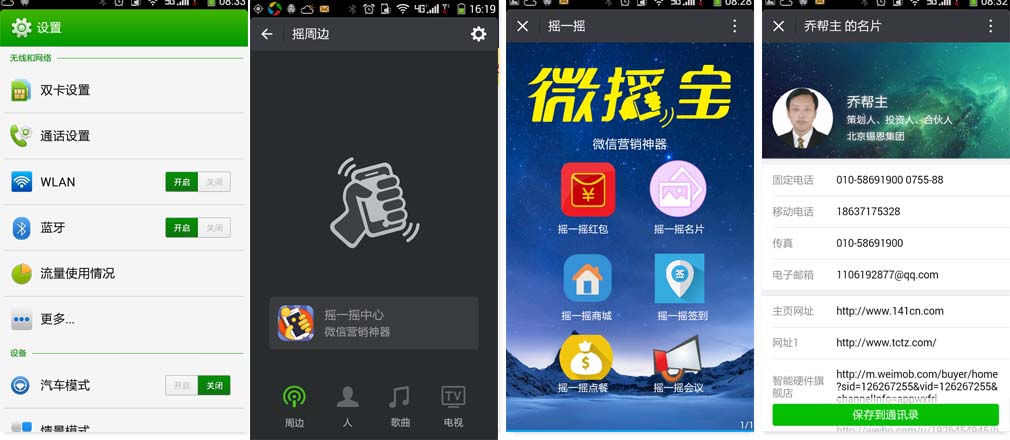 08:33
设置
无线和网络
双卡设置
通话设置
WLAN
开启
关闭
蓝牙
开启
关闭
流量使用情况
更多...
设备
汽车模式
开启
关闭
情景模式
4G
16:19
摇周边
摇一摇中心
微信营销神器
周边
人
歌曲
TV
电视
08:28
摇一摇
微摇宝
微信营销神器
¥
摇一摇红包
摇一摇名片
签
摇一摇商城
摇一摇签到
$
摇一摇点餐
摇一摇会议
1/1
08:32
乔帮主 的名片
乔帮主
策划人、投资人、合伙人
北京锡恩集团
固定电话
010-58691900 0755-88
移动电话
18637175328
传真
010-58691900
电子邮箱
1106192877@qq.com
主页网址
http://www.141cn.com
网址1
http://www.tctz.com/
智能硬件旗舰店
http://m.weimob.com/buyer/home
?sid=126267255&vid=126267255&
channelInfo=appwxfri
保存到通讯录